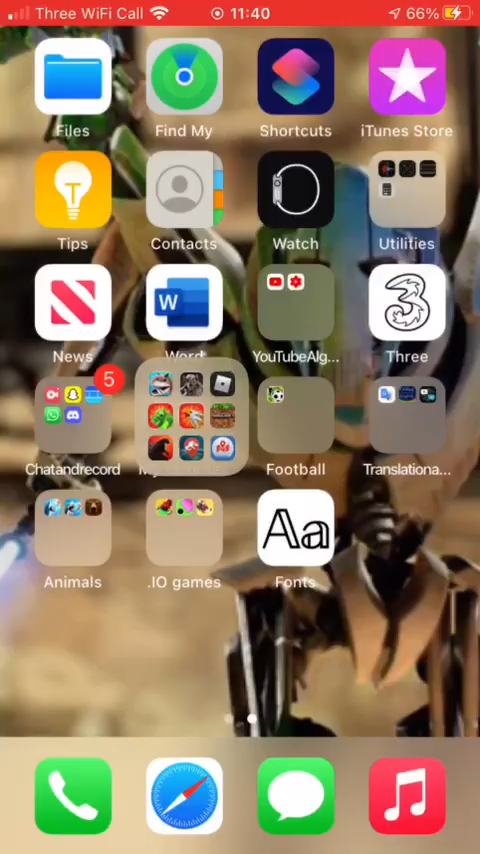 Three WiFi Call 11:40 66%
Files Find My Shortcuts iTunes Store
Tips Contacts Watch Utilities
W
News Word YouTubeAlg... Three
5
Chatandrecord Football Translationa...
Aa
Animals .IO games Fonts